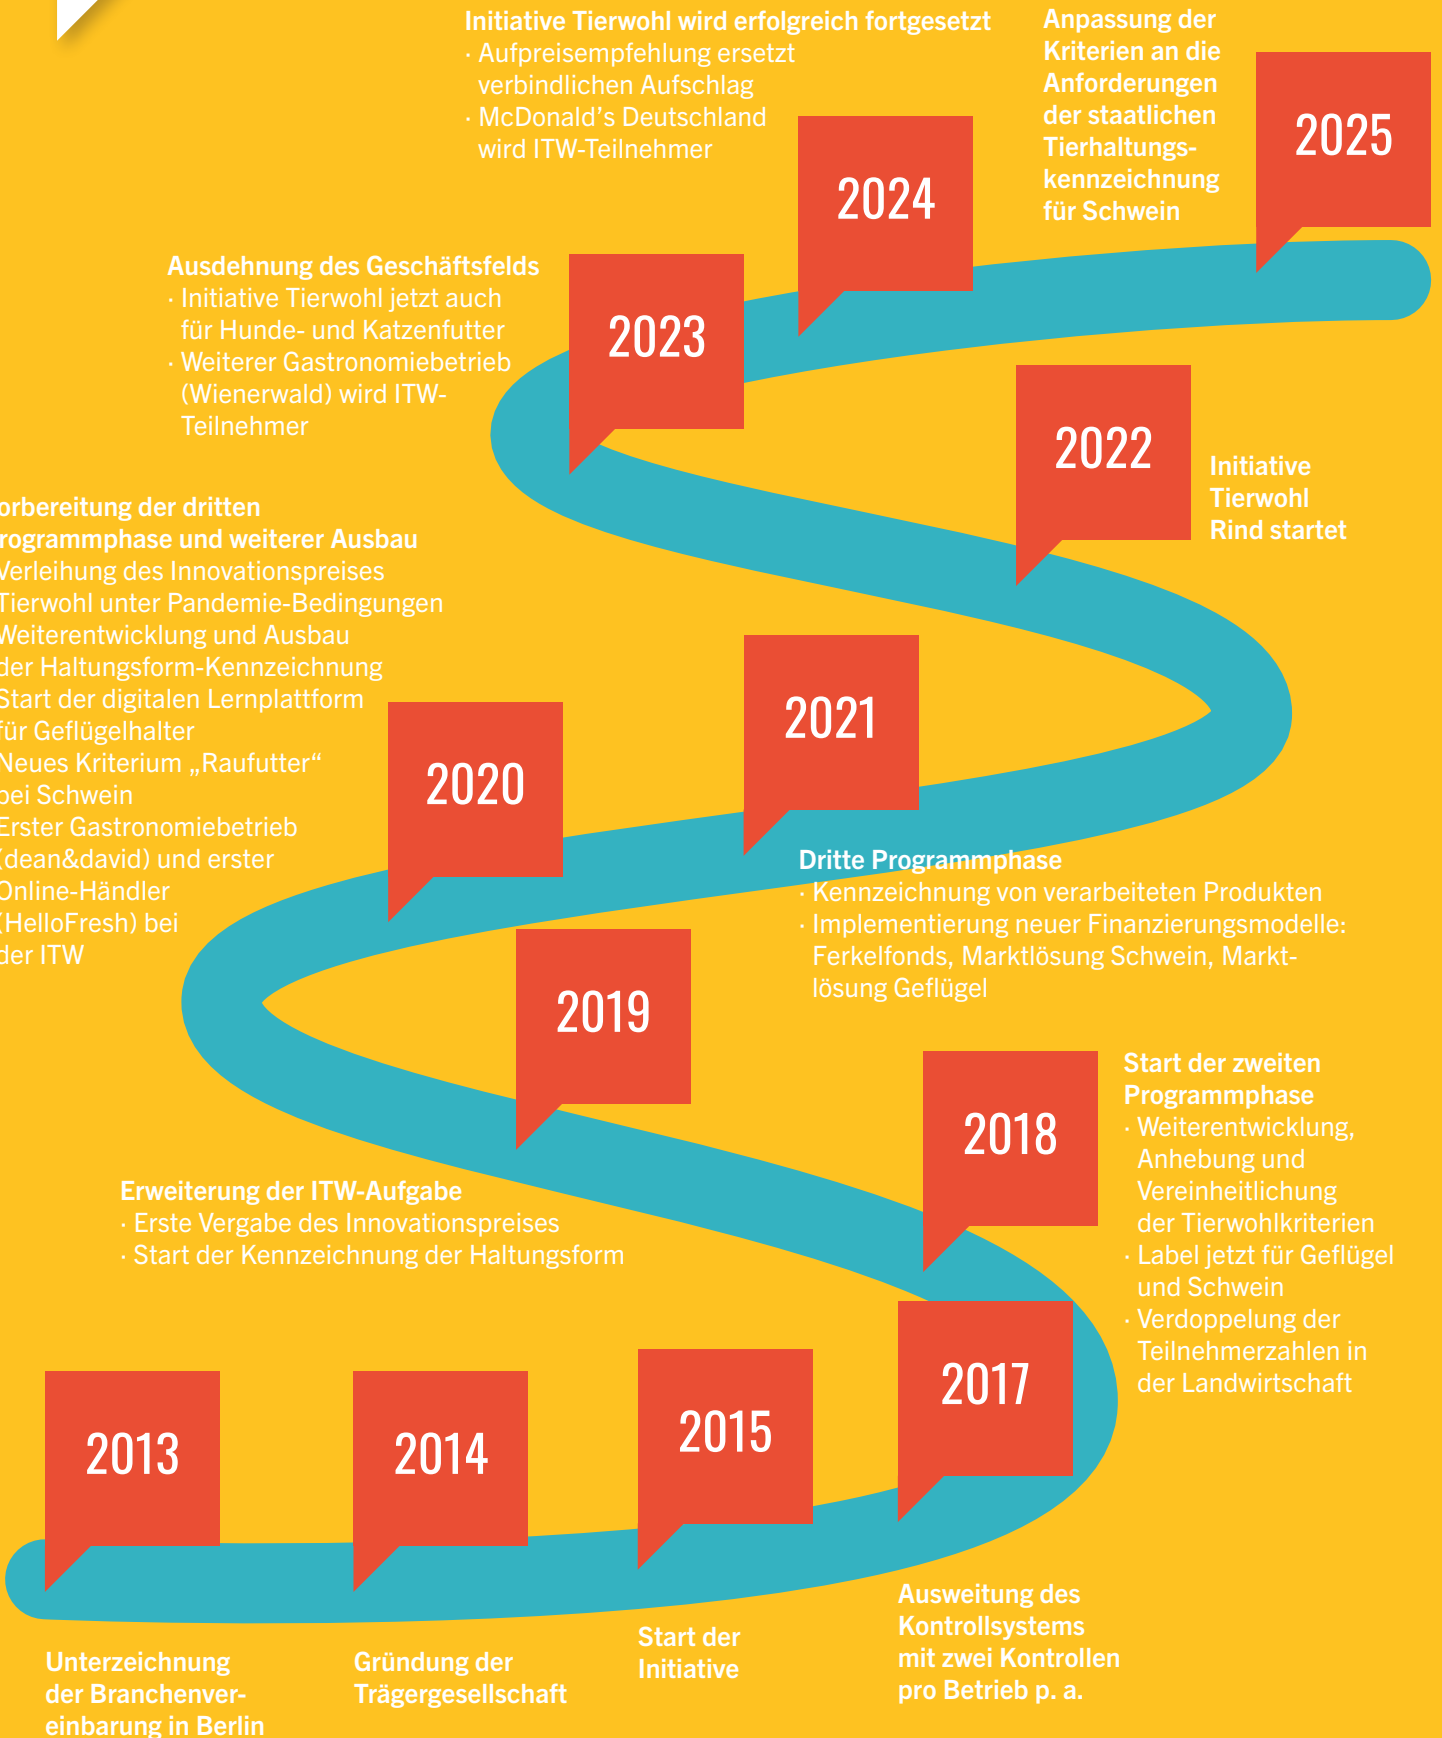 Initiative Tierwohl wird erfolgreich fortgesetzt
· Aufpreisempfehlung ersetzt
verbindlichen Aufschlag
· McDonald's Deutschland
wird ITW-Teilnehmer
2024
Anpassung der
Kriterien an die
Anforderungen
der staatlichen
Tierhaltungs-
kennzeichnung
für Schwein
2025
Ausdehnung des Geschäftsfelds
· Initiative Tierwohl jetzt auch
für Hunde- und Katzenfutter
· Weiterer Gastronomiebetrieb
(Wienerwald) wird ITW-
Teilnehmer
2023
2022
Initiative
Tierwohl
Rind startet
orbereitung der dritten
rogrammphase und weiterer Ausbau
Verleihung des Innovationspreises
Tierwohl unter Pandemie-Bedingungen
Weiterentwicklung und Ausbau
der Haltungsform-Kennzeichnung
Start der digitalen Lernplattform
für Geflügelhalter
Neues Kriterium „Raufutter“
bei Schwein
Erster Gastronomiebetrieb
(dean&david) und erster
Online-Händler
(HelloFresh) bei
der ITW
2020
2021
Dritte Programmphase
· Kennzeichnung von verarbeiteten Produkten
· Implementierung neuer Finanzierungsmodelle:
Ferkelfonds, Marktlösung Schwein, Markt-
lösung Geflügel
2019
Erweiterung der ITW-Aufgabe
· Erste Vergabe des Innovationspreises
· Start der Kennzeichnung der Haltungsform
2018
Start der zweiten
Programmphase
· Weiterentwicklung,
Anhebung und
Vereinheitlichung
der Tierwohlkriterien
· Label jetzt für Geflügel
und Schwein
· Verdoppelung der
Teilnehmerzahlen in
der Landwirtschaft
2013
Unterzeichnung
der Branchenver-
einbarung in Berlin
2014
Gründung der
Trägergesellschaft
2015
Start der
Initiative
2017
Ausweitung des
Kontrollsystems
mit zwei Kontrollen
pro Betrieb p. a.